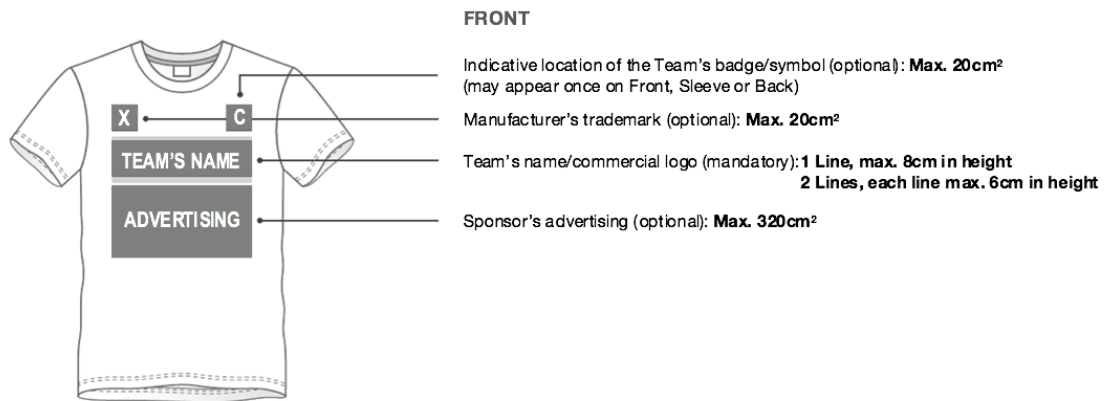 FRONT
Indicative location of the Team's badge/symbol (optional): Max. 20cm²
(may appear once on Front, Sleeve or Back)
X
C
Manufacturer's trademark (optional): Max. 20cm²
TEAM'S NAME
Team's name/commercial logo (mandatory): 1 Line, max. 8cm in height
2 Lines, each line max. 6cm in height
ADVERTISING
Sponsor's advertising (optional): Max. 320cm²